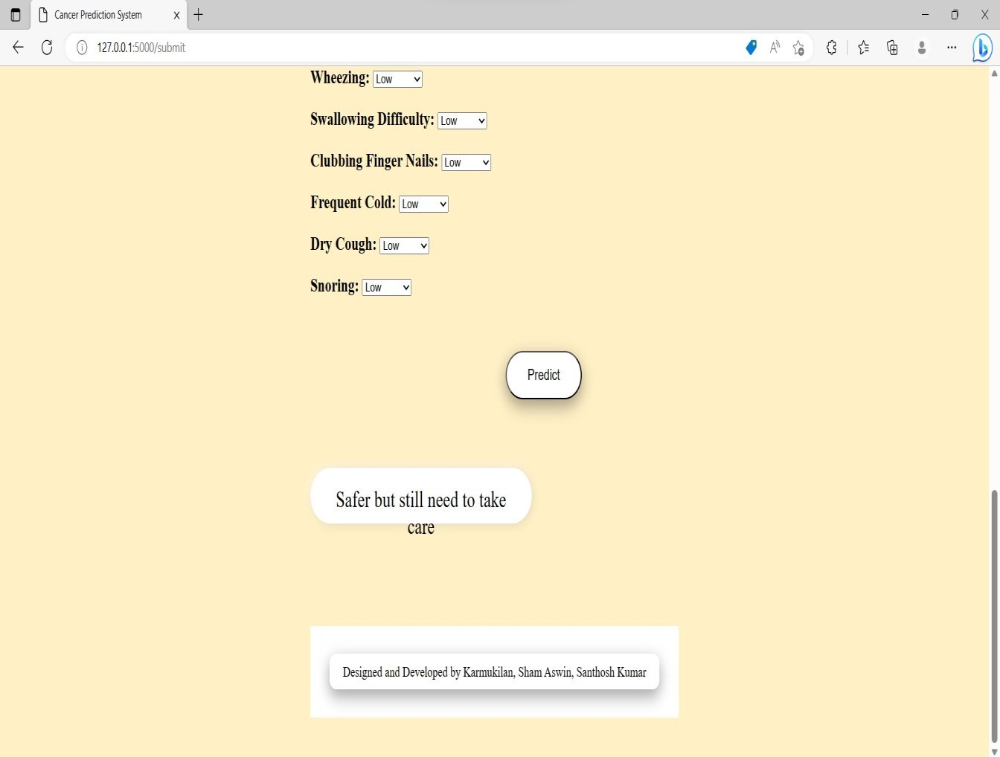 Cancer Prediction System
127.0.0.1:5000/submit
Wheezing: Low
Swallowing Difficulty: Low
Clubbing Finger Nails: Low
Frequent Cold: Low
Dry Cough: Low
Snoring: Low
Predict
Safer but still need to take
care
Designed and Developed by Karmukilan, Sham Aswin, Santhosh Kumar